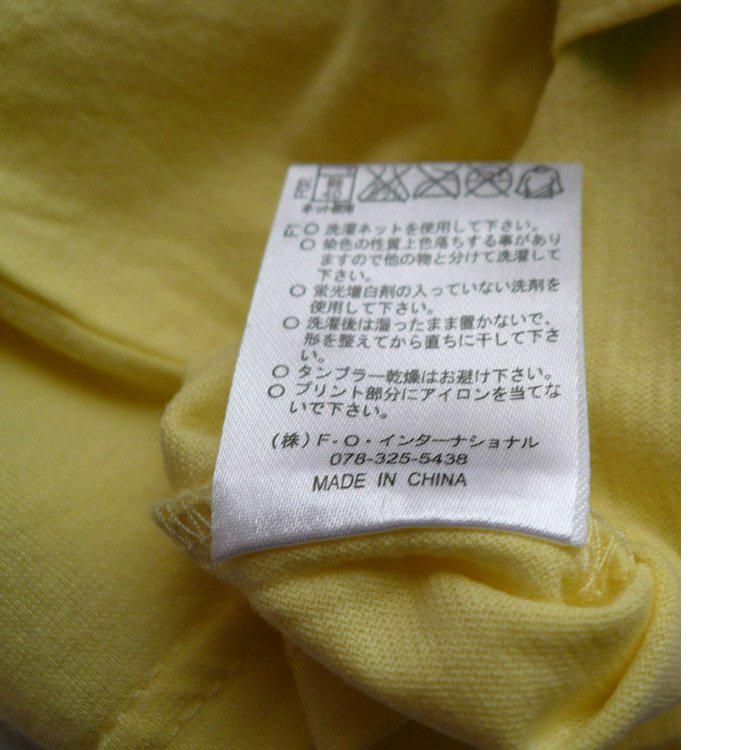 ネット使用
○ 洗濯ネットを使用して下さい。
○ 染色の性質上色落ちする事があり
ますので他の物と分けて洗濯して
下さい。
○ 蛍光増白剤の入っていない洗剤を
使用して下さい。
○ 洗濯後は湿ったまま置かないで、
形を整えてから直ちに干して下さ
い。
○ タンブラー乾燥はお避け下さい。
○ プリント部分にアイロンを当てな
いで下さい。
(株) F-O・インターナショナル
078-325-5438
MADE IN CHINA